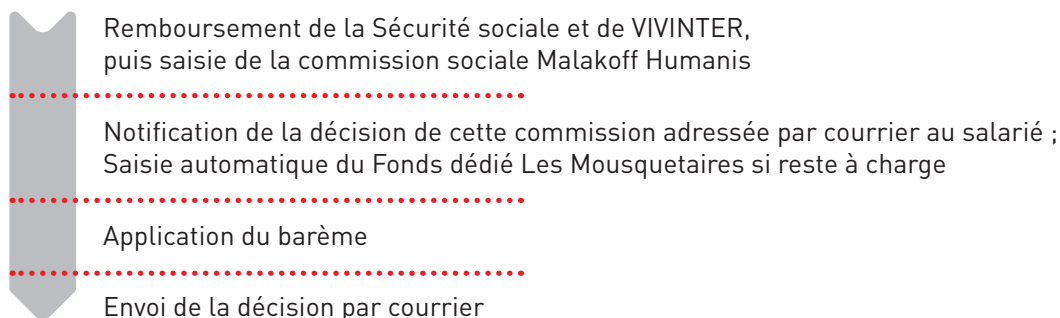 Remboursement de la Sécurité sociale et de VIVINTER,
puis saisie de la commission sociale Malakoff Humanis
Notification de la décision de cette commission adressée par courrier au salarié ;
Saisie automatique du Fonds dédié Les Mousquetaires si reste à charge
Application du barème
Envoi de la décision par courrier